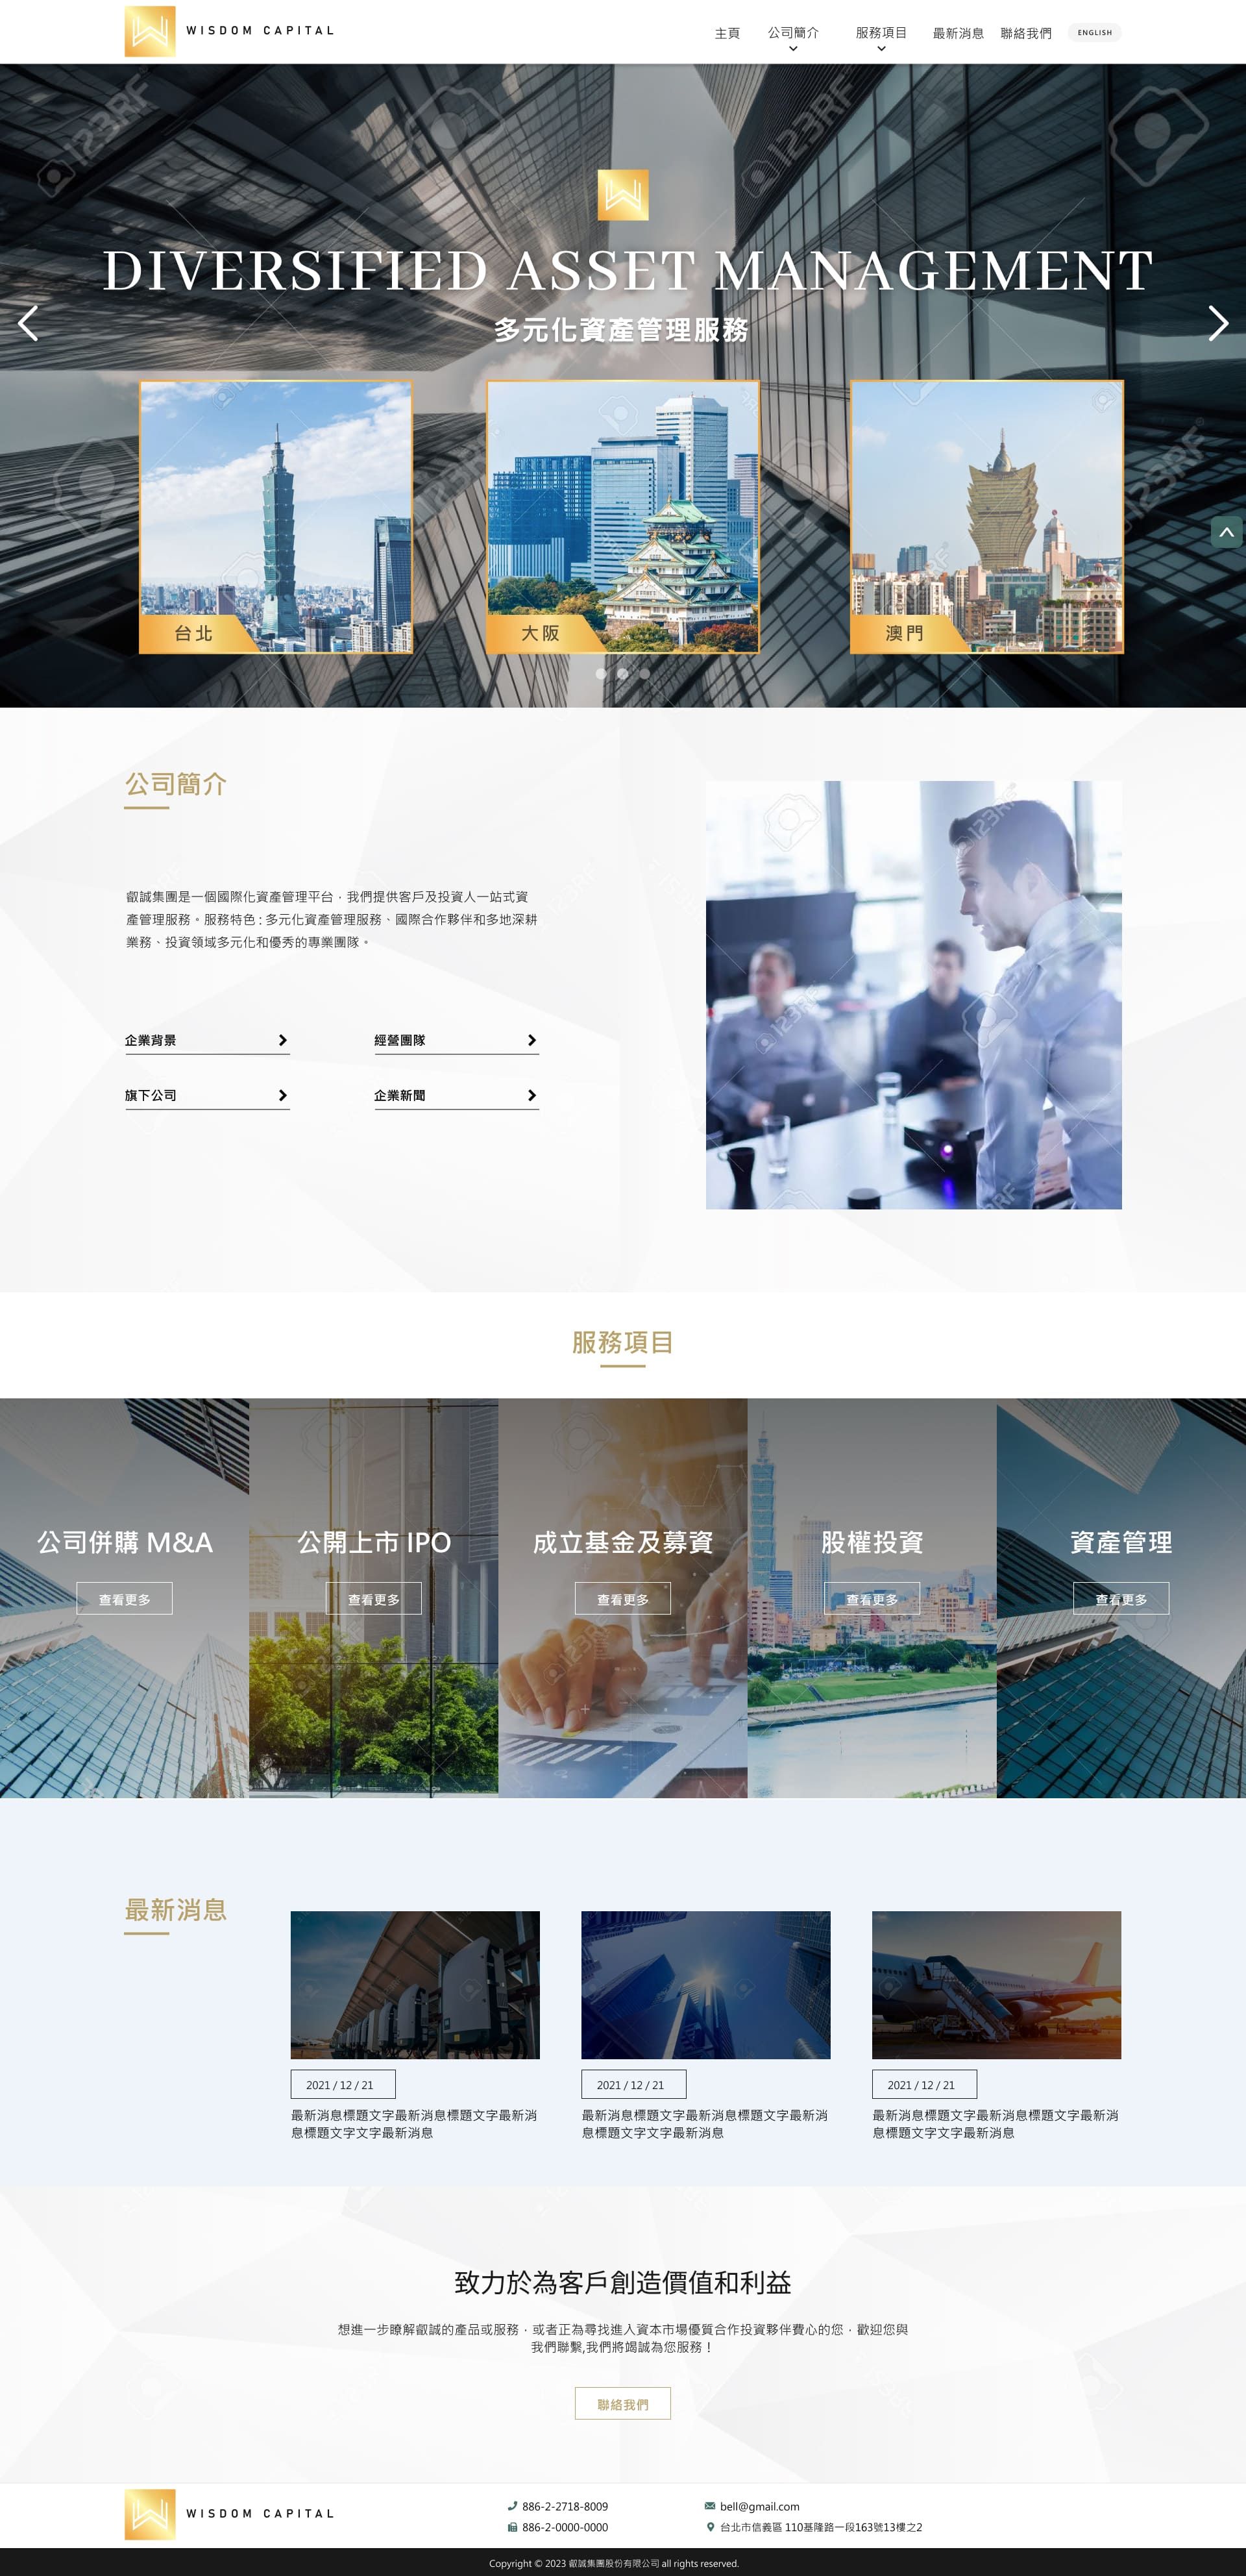 WISDOM CAPITAL
主頁 公司簡介 服務項目 最新消息 聯絡我們 ENGLISH
DIVERSIFIED ASSET MANAGEMENT
多元化資產管理服務
台北 大阪 澳門
公司簡介
叡誠集團是一個國際化資產管理平台，我們提供客戶及投資人一站式資
產管理服務。服務特色：多元化資產管理服務、國際合作夥伴和多地深耕
業務、投資領域多元化和優秀的專業團隊。
企業背景 經營團隊
旗下公司 企業新聞
服務項目
公司併購 M&A 公開上市 IPO 成立基金及募資 股權投資 資產管理
查看更多 查看更多 查看更多 查看更多 查看更多
最新消息
2021 / 12 / 21
最新消息標題文字最新消息標題文字最新消
息標題文字文字最新消息
2021 / 12 / 21
最新消息標題文字最新消息標題文字最新消
息標題文字文字最新消息
2021 / 12 / 21
最新消息標題文字最新消息標題文字最新消
息標題文字文字最新消息
致力於為客戶創造價值和利益
想進一步瞭解叡誠的產品或服務，或者正為尋找進入資本市場優質合作投資夥伴費心的您，歡迎您與
我們聯繫,我們將竭誠為您服務！
聯絡我們
WISDOM CAPITAL
886-2-2718-8009 bell@gmail.com
886-2-0000-0000 台北市信義區 110基隆路一段163號13樓之2
Copyright © 2023 叡誠集團股份有限公司 all rights reserved.
123RF